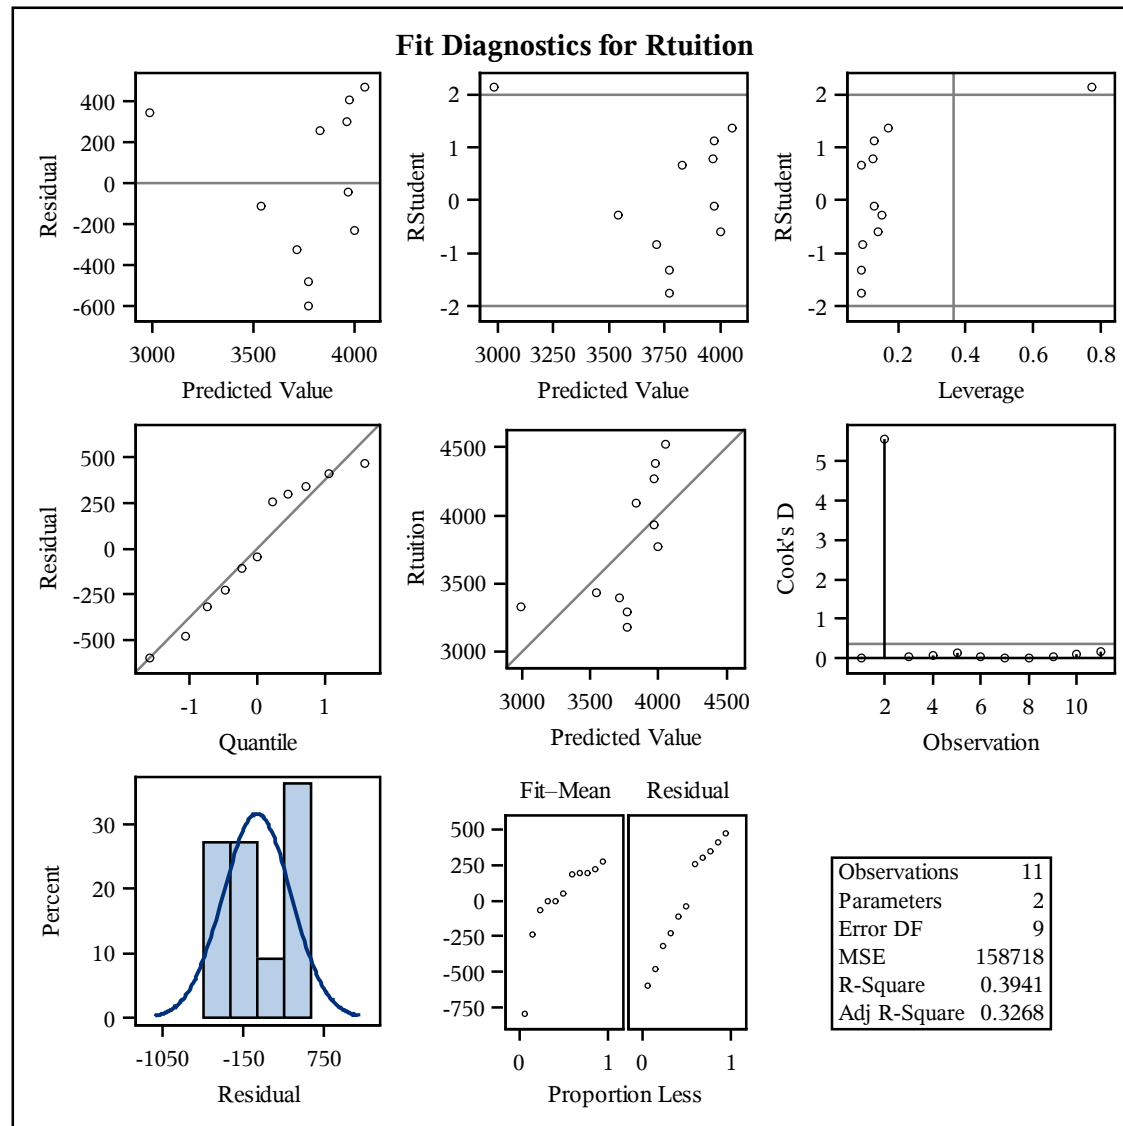 Fit Diagnostics for Rtuition
Residual
400
200
0
-200
-400
-600
3000 3500 4000
Predicted Value
RStudent
2
1
0
-1
-2
3000 3250 3500 3750 4000
Predicted Value
RStudent
2
1
0
-1
-2
0.2 0.4 0.6 0.8
Leverage
Residual
500
250
0
-250
-500
-1 0 1
Quantile
Rtuition
4500
4000
3500
3000
3000 3500 4000 4500
Predicted Value
Cook's D
5
4
3
2
1
0
2 4 6 8 10
Observation
Percent
30
20
10
0
-1050 -150 750
Residual
Fit–Mean Residual
500
250
0
-250
-500
-750
0 1 0 1
Proportion Less
Observations 11
Parameters 2
Error DF 9
MSE 158718
R-Square 0.3941
Adj R-Square 0.3268